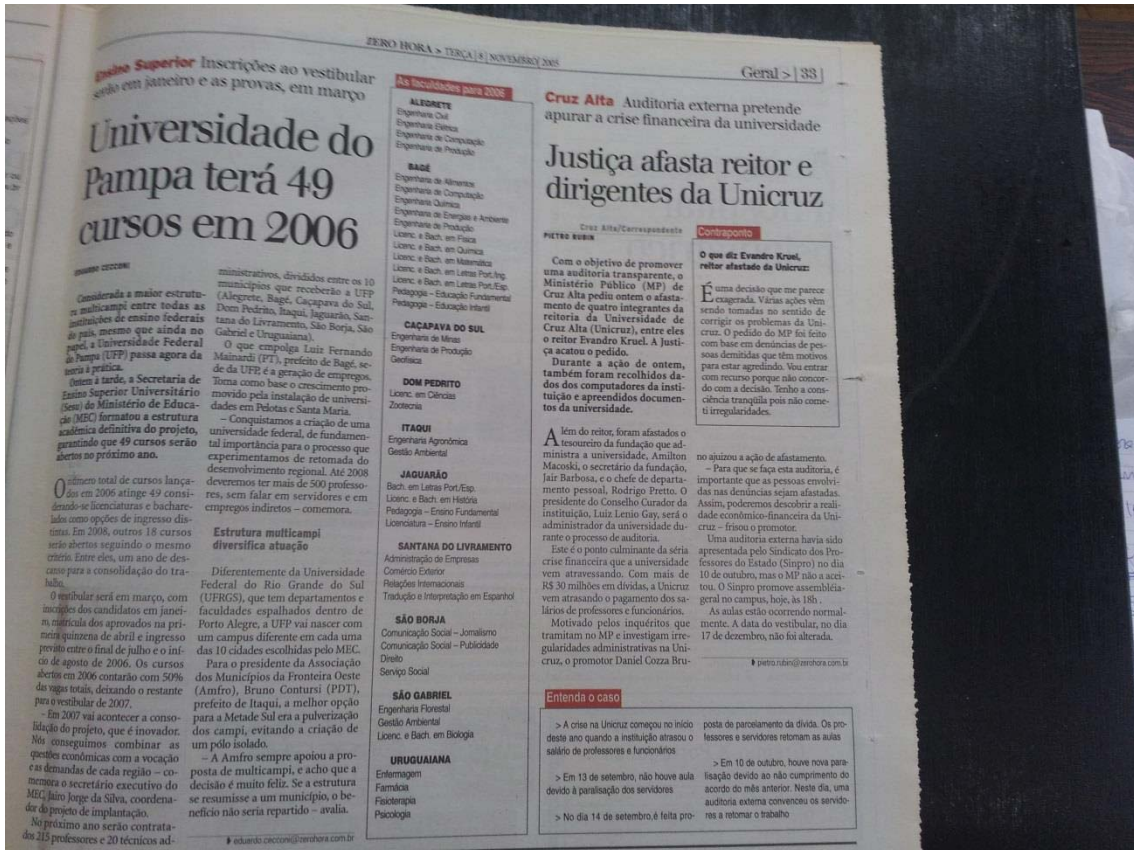 ZERO HORA > TERÇA | 8 | NOVEMBRO | 2005
Geral > | 33 |
Ensino Superior Inscrições ao vestibular
serão em janeiro e as provas, em março
Universidade do
Pampa terá 49
cursos em 2006
EDUARDO CECCONI
Considerada a maior estrutu-
ra multicampi entre todas as
instituições de ensino federais
do país, mesmo que ainda no
papel, a Universidade Federal
do Pampa (UFP) passa agora da
teoria à prática.
Ontem à tarde, a Secretaria de
Ensino Superior Universitário
(Sesu) do Ministério de Educa-
ção (MEC) formatou a estrutura
acadêmica definitiva do projeto,
garantindo que 49 cursos serão
abertos no próximo ano.
O número total de cursos lança-
dos em 2006 atinge 49 consi-
derando-se licenciaturas e bachare-
lados como opções de ingresso dis-
tintas. Em 2008, outros 18 cursos
serão abertos seguindo o mesmo
critério. Entre eles, um ano de des-
canso para a consolidação do tra-
balho.
O vestibular será em março, com
inscrições dos candidatos em janei-
ro, matrícula dos aprovados na pri-
meira quinzena de abril e ingresso
previsto entre o final de julho e o iní-
cio de agosto de 2006. Os cursos
abertos em 2006 contarão com 50%
das vagas totais, deixando o restante
para o vestibular de 2007.
– Em 2007 vai acontecer a conso-
lidação do projeto, que é inovador.
Nós conseguimos combinar as
questões econômicas com a vocação
e as demandas de cada região – co-
memora o secretário executivo do
MEC, Jairo Jorge da Silva, coordena-
dor do projeto de implantação.
No próximo ano serão contrata-
dos 215 professores e 20 técnicos ad-
ministrativos, divididos entre os 10
municípios que receberão a UFP
(Alegrete, Bagé, Caçapava do Sul,
Dom Pedrito, Itaqui, Jaguarão, San-
tana do Livramento, São Borja, São
Gabriel e Uruguaiana).
O que empolga Luiz Fernando
Mainardi (PT), prefeito de Bagé, se-
de da UFP, é a geração de empregos.
Toma como base o crescimento pro-
movido pela instalação de universi-
dades em Pelotas e Santa Maria.
– Conquistamos a criação de uma
universidade federal, de fundamen-
tal importância para o processo que
experimentamos de retomada do
desenvolvimento regional. Até 2008
deveremos ter mais de 500 professo-
res, sem falar em servidores e em
empregos indiretos – comemora.
Estrutura multicampi
diversifica atuação
Diferentemente da Universidade
Federal do Rio Grande do Sul
(UFRGS), que tem departamentos e
faculdades espalhados dentro de
Porto Alegre, a UFP vai nascer com
um campus diferente em cada uma
das 10 cidades escolhidas pelo MEC.
Para o presidente da Associação
dos Municípios da Fronteira Oeste
(Amfro), Bruno Contursi (PDT),
prefeito de Itaqui, a melhor opção
para a Metade Sul era a pulverização
dos campi, evitando a criação de
um pólo isolado.
– A Amfro sempre apoiou a pro-
posta de multicampi, e acho que a
decisão é muito feliz. Se a estrutura
se resumisse a um município, o be-
nefício não seria repartido – avalia.
eduardo.cecconi@zerohora.com.br
As faculdades para 2006
ALEGRETE
Engenharia Civil
Engenharia Elétrica
Engenharia de Computação
Engenharia de Produção
BAGÉ
Engenharia de Alimentos
Engenharia de Computação
Engenharia Química
Engenharia de Energias e Ambiente
Engenharia de Produção
Licenc. e Bach. em Física
Licenc. e Bach. em Química
Licenc. e Bach. em Matemática
Licenc. e Bach. em Letras Port./Ing.
Licenc. e Bach. em Letras Port./Esp.
Pedagogia – Educação Fundamental
Pedagogia – Educação Infantil
CAÇAPAVA DO SUL
Engenharia de Minas
Engenharia de Produção
Geofísica
DOM PEDRITO
Licenc. em Ciências
Zootecnia
ITAQUI
Engenharia Agronômica
Gestão Ambiental
JAGUARÃO
Bach. em Letras Port/Esp.
Licenc. e Bach. em História
Pedagogia – Ensino Fundamental
Licenciatura – Ensino Infantil
SANTANA DO LIVRAMENTO
Administração de Empresas
Comércio Exterior
Relações Internacionais
Tradução e Interpretação em Espanhol
SÃO BORJA
Comunicação Social – Jornalismo
Comunicação Social – Publicidade
Direito
Serviço Social
SÃO GABRIEL
Engenharia Florestal
Gestão Ambiental
Licenc. e Bach. em Biologia
URUGUAIANA
Enfermagem
Farmácia
Fisioterapia
Psicologia
Cruz Alta Auditoria externa pretende
apurar a crise financeira da universidade
Justiça afasta reitor e
dirigentes da Unicruz
Cruz Alta/Correspondente
PIETRO RUBIN
Com o objetivo de promover
uma auditoria transparente, o
Ministério Público (MP) de
Cruz Alta pediu ontem o afasta-
mento de quatro integrantes da
reitoria da Universidade de
Cruz Alta (Unicruz), entre eles
o reitor Evandro Kruel. A Justi-
ça acatou o pedido.
Durante a ação de ontem,
também foram recolhidos da-
dos dos computadores da insti-
tuição e apreendidos documen-
tos da universidade.
Além do reitor, foram afastados o
tesoureiro da fundação que ad-
ministra a universidade, Amilton
Macoski, o secretário da fundação,
Jair Barbosa, e o chefe de departa-
mento pessoal, Rodrigo Pretto. O
presidente do Conselho Curador da
instituição, Luiz Lenio Gay, será o
administrador da universidade du-
rante o processo de auditoria.
Este é o ponto culminante da séria
crise financeira que a universidade
vem atravessando. Com mais de
R$ 30 milhões em dívidas, a Unicruz
vem atrasando o pagamento dos sa-
lários de professores e funcionários.
Motivado pelos inquéritos que
tramitam no MP e investigam irre-
gularidades administrativas na Uni-
cruz, o promotor Daniel Cozza Bru-
Contraponto
O que diz Evandro Kruel,
reitor afastado da Unicruz:
É uma decisão que me parece
exagerada. Várias ações vêm
sendo tomadas no sentido de
corrigir os problemas da Uni-
cruz. O pedido do MP foi feito
com base em denúncias de pes-
soas demitidas que têm motivos
para estar agredindo. Vou entrar
com recurso porque não concor-
do com a decisão. Tenho a cons-
ciência tranqüila pois não come-
ti irregularidades.
no ajuizou a ação de afastamento.
– Para que se faça esta auditoria, é
importante que as pessoas envolvi-
das nas denúncias sejam afastadas.
Assim, poderemos descobrir a reali-
dade econômico-financeira da Uni-
cruz – frisou o promotor.
Uma auditoria externa havia sido
apresentada pelo Sindicato dos Pro-
fessores do Estado (Sinpro) no dia
10 de outubro, mas o MP não a acei-
tou. O Sinpro promove assembléia-
geral no campus, hoje, às 18h .
As aulas estão ocorrendo normal-
mente. A data do vestibular, no dia
17 de dezembro, não foi alterada.
pietro.rubin@zerohora.com.br
Entenda o caso
> A crise na Unicruz começou no início
deste ano quando a instituição atrasou o
salário de professores e funcionários
> Em 13 de setembro, não houve aula
devido à paralisação dos servidores
> No dia 14 de setembro,é feita pro-
posta de parcelamento da dívida. Os pro-
fessores e servidores retomam as aulas
> Em 10 de outubro, houve nova para-
lisação devido ao não cumprimento do
acordo do mês anterior. Neste dia, uma
auditoria externa convenceu os servido-
res a retomar o trabalho